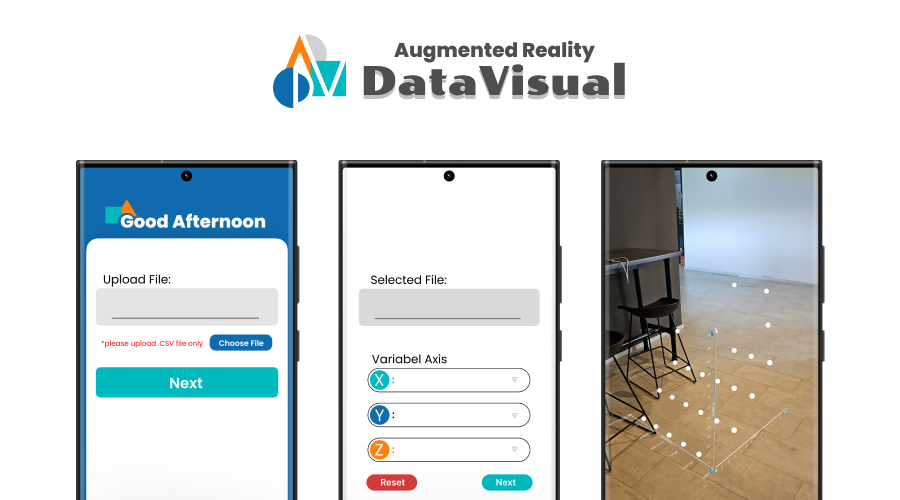 Augmented Reality
DataVisual
Good Afternoon
Upload File:
*please upload .CSV file only
Choose File
Next
Selected File:
Variabel Axis
X :
Y :
Z :
Reset
Next